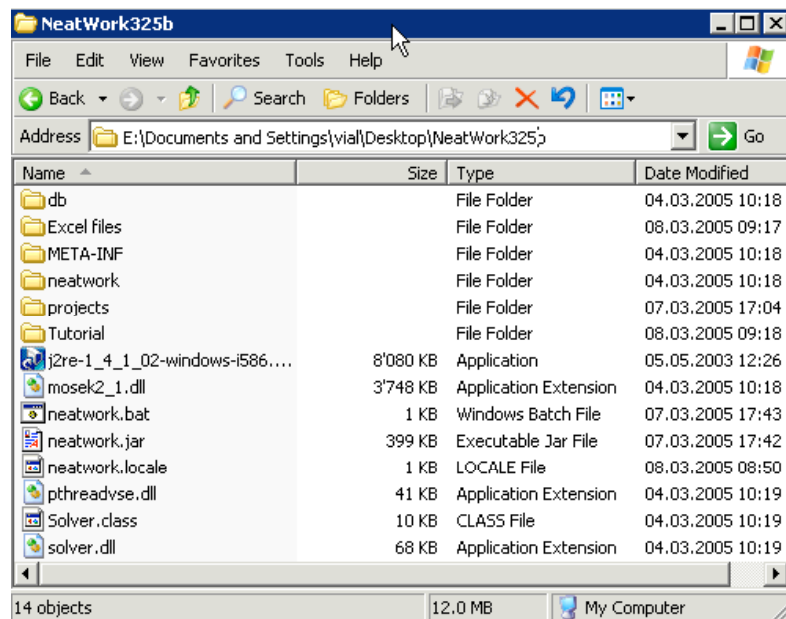 NeatWork325b
File Edit View Favorites Tools Help
Back Search Folders
Address E:\Documents and Settings\vial\Desktop\NeatWork325b Go
Name Size Type Date Modified
db File Folder 04.03.2005 10:18
Excel files File Folder 08.03.2005 09:17
META-INF File Folder 04.03.2005 10:18
neatwork File Folder 04.03.2005 10:18
projects File Folder 07.03.2005 17:04
Tutorial File Folder 08.03.2005 09:18
j2re-1_4_1_02-windows-i586.... 8'080 KB Application 05.05.2003 12:26
mosek2_1.dll 3'748 KB Application Extension 04.03.2005 10:18
neatwork.bat 1 KB Windows Batch File 07.03.2005 17:43
neatwork.jar 399 KB Executable Jar File 07.03.2005 17:42
neatwork.locale 1 KB LOCALE File 08.03.2005 08:50
pthreadvse.dll 41 KB Application Extension 04.03.2005 10:19
Solver.class 10 KB CLASS File 04.03.2005 10:19
solver.dll 68 KB Application Extension 04.03.2005 10:19
14 objects 12.0 MB My Computer